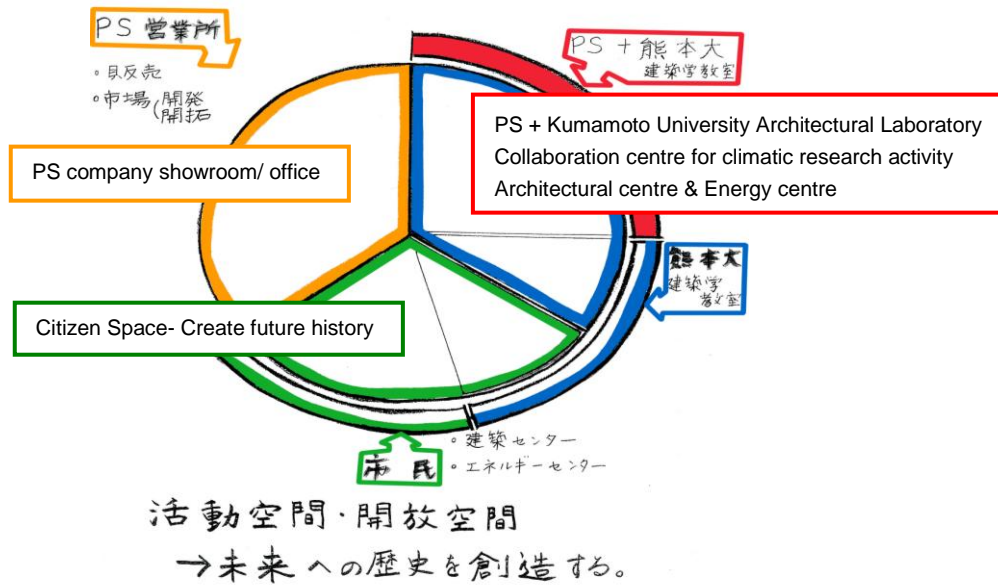 PS 営業所
・販売
・市場(開発
開拓
PS + 熊本大
建築学教室
PS + Kumamoto University Architectural Laboratory
Collaboration centre for climatic research activity
Architectural centre & Energy centre
PS company showroom/ office
熊本大
建築学
教室
Citizen Space- Create future history
市民
・建築センター
・エネルギーセンター
活動空間・開放空間
→未来への歴史を創造する。